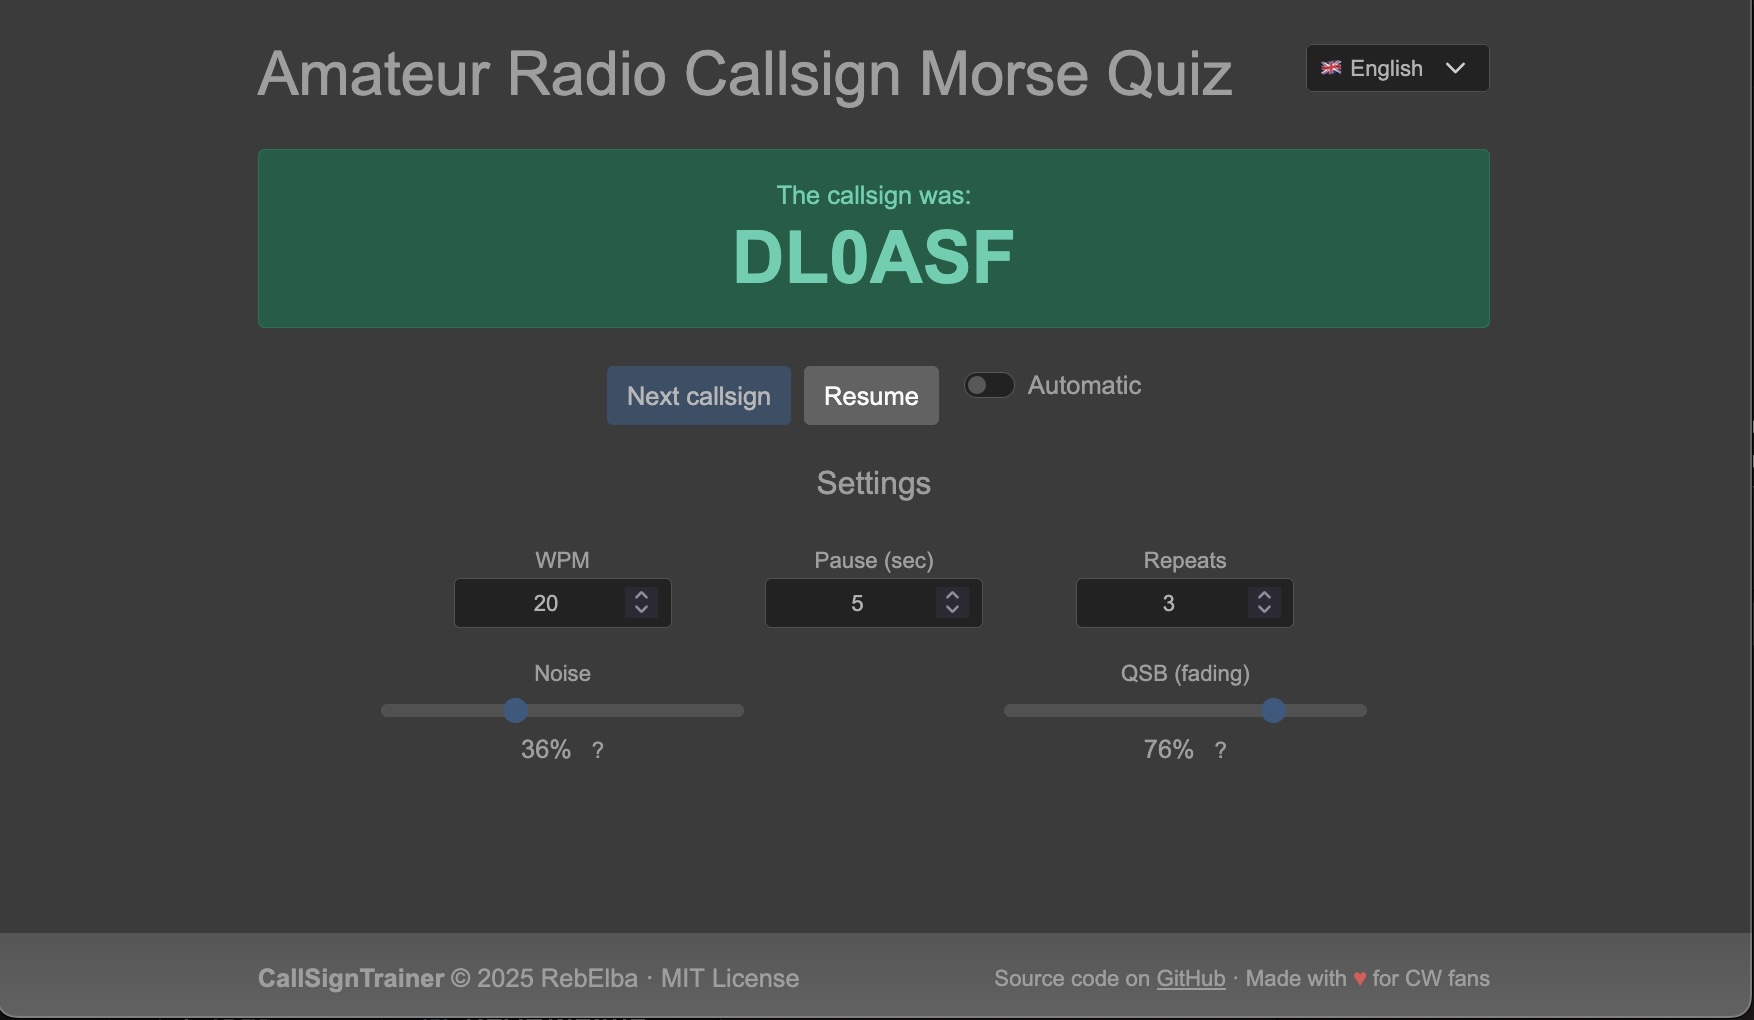 Amateur Radio Callsign Morse Quiz
English
The callsign was:
DL0ASF
Next callsign
Resume
Automatic
Settings
WPM
Pause (sec)
Repeats
20
5
3
Noise
QSB (fading)
36% ?
76% ?
CallSignTrainer © 2025 RebElba · MIT License
Source code on GitHub · Made with ♥ for CW fans